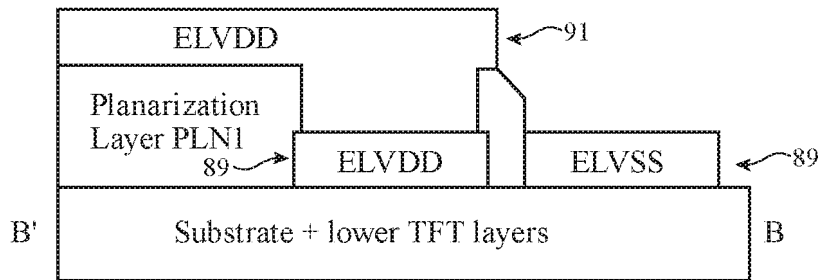 ELVDD
91
Planarization
Layer PLN1
89
ELVDD
ELVSS
89
B'
Substrate + lower TFT layers
B